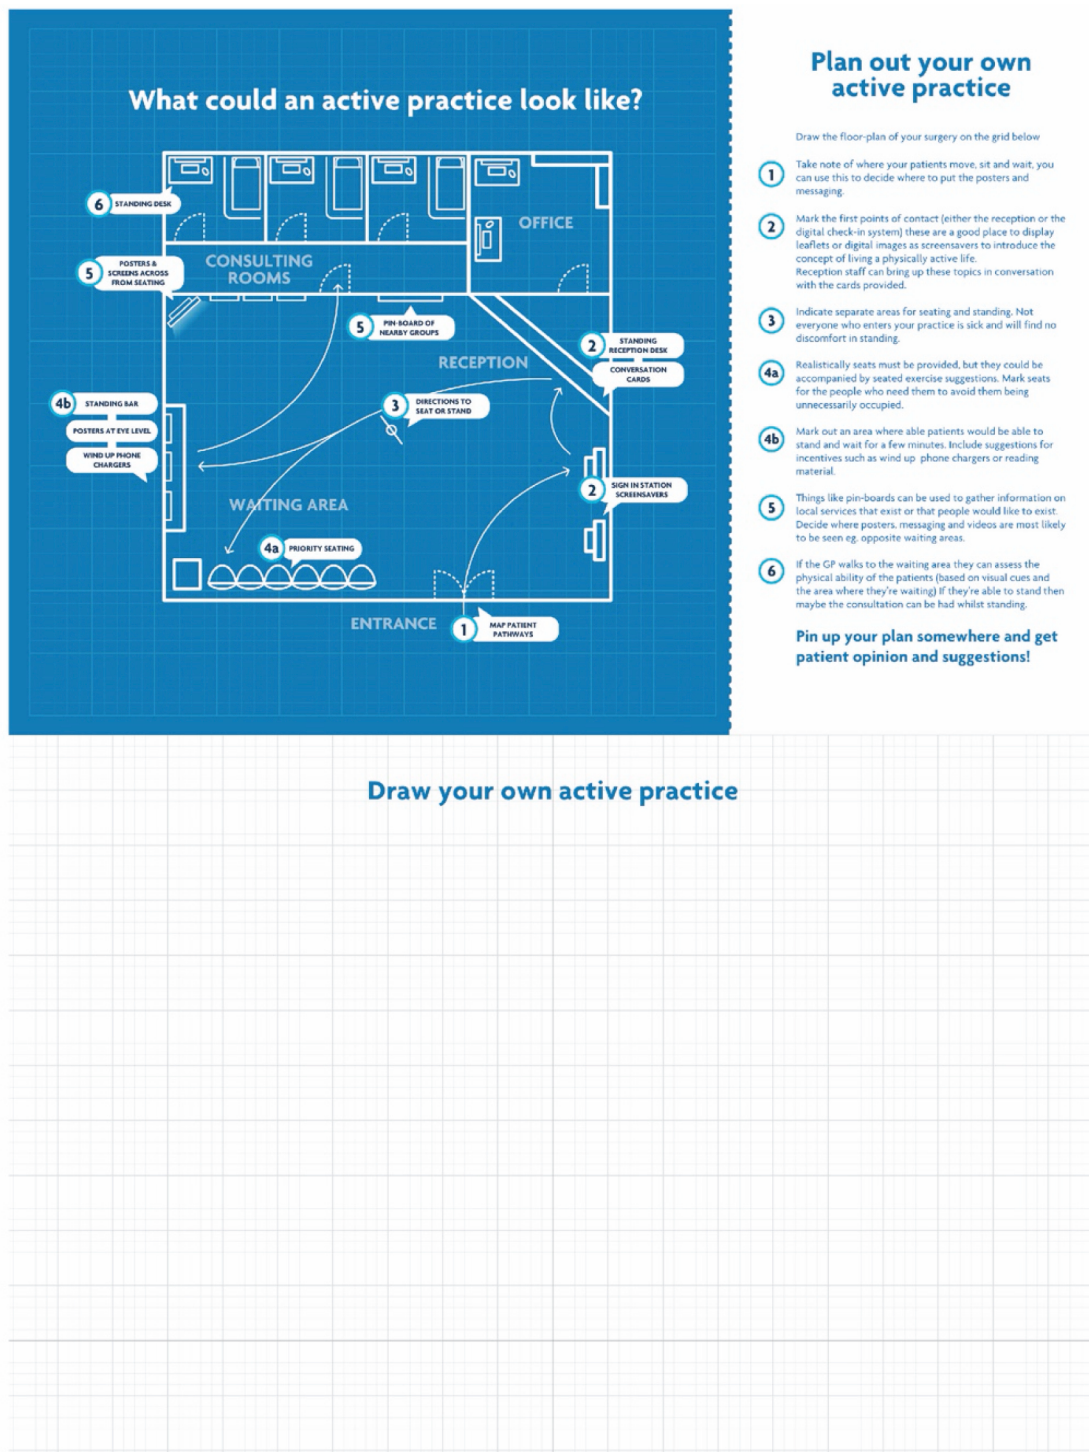 What could an active practice look like?
6 STANDING DESK
OFFICE
5 POSTERS &
SCREENS ACROSS
FROM SEATING
CONSULTING
ROOMS
5 PIN-BOARD OF
NEARBY GROUPS
RECEPTION
2 STANDING
RECEPTION DESK
CONVERSATION
CARDS
4b STANDING BAR
POSTERS AT EYE LEVEL
WIND UP PHONE
CHARGERS
3 DIRECTIONS TO
SEAT OR STAND
2 SIGN IN STATION
SCREENSAVERS
WAITING AREA
4a PRIORITY SEATING
ENTRANCE
1 MAP PATIENT
PATHWAYS
Plan out your own
active practice
Draw the floor-plan of your surgery on the grid below
1 Take note of where your patients move, sit and wait, you
can use this to decide where to put the posters and
messaging.
2 Mark the first points of contact (either the reception or the
digital check-in system) these are a good place to display
leaflets or digital images as screensavers to introduce the
concept of living a physically active life.
Reception staff can bring up these topics in conversation
with the cards provided.
3 Indicate separate areas for seating and standing. Not
everyone who enters your practice is sick and will find no
discomfort in standing.
4a Realistically seats must be provided, but they could be
accompanied by seated exercise suggestions. Mark seats
for the people who need them to avoid them being
unnecessarily occupied.
4b Mark out an area where able patients would be able to
stand and wait for a few minutes. Include suggestions for
incentives such as wind up phone chargers or reading
material.
5 Things like pin-boards can be used to gather information on
local services that exist or that people would like to exist.
Decide where posters, messaging and videos are most likely
to be seen eg. opposite waiting areas.
6 If the GP walks to the waiting area they can assess the
physical ability of the patients (based on visual cues and
the area where they're waiting) If they're able to stand then
maybe the consultation can be had whilst standing.
Pin up your plan somewhere and get
patient opinion and suggestions!
Draw your own active practice